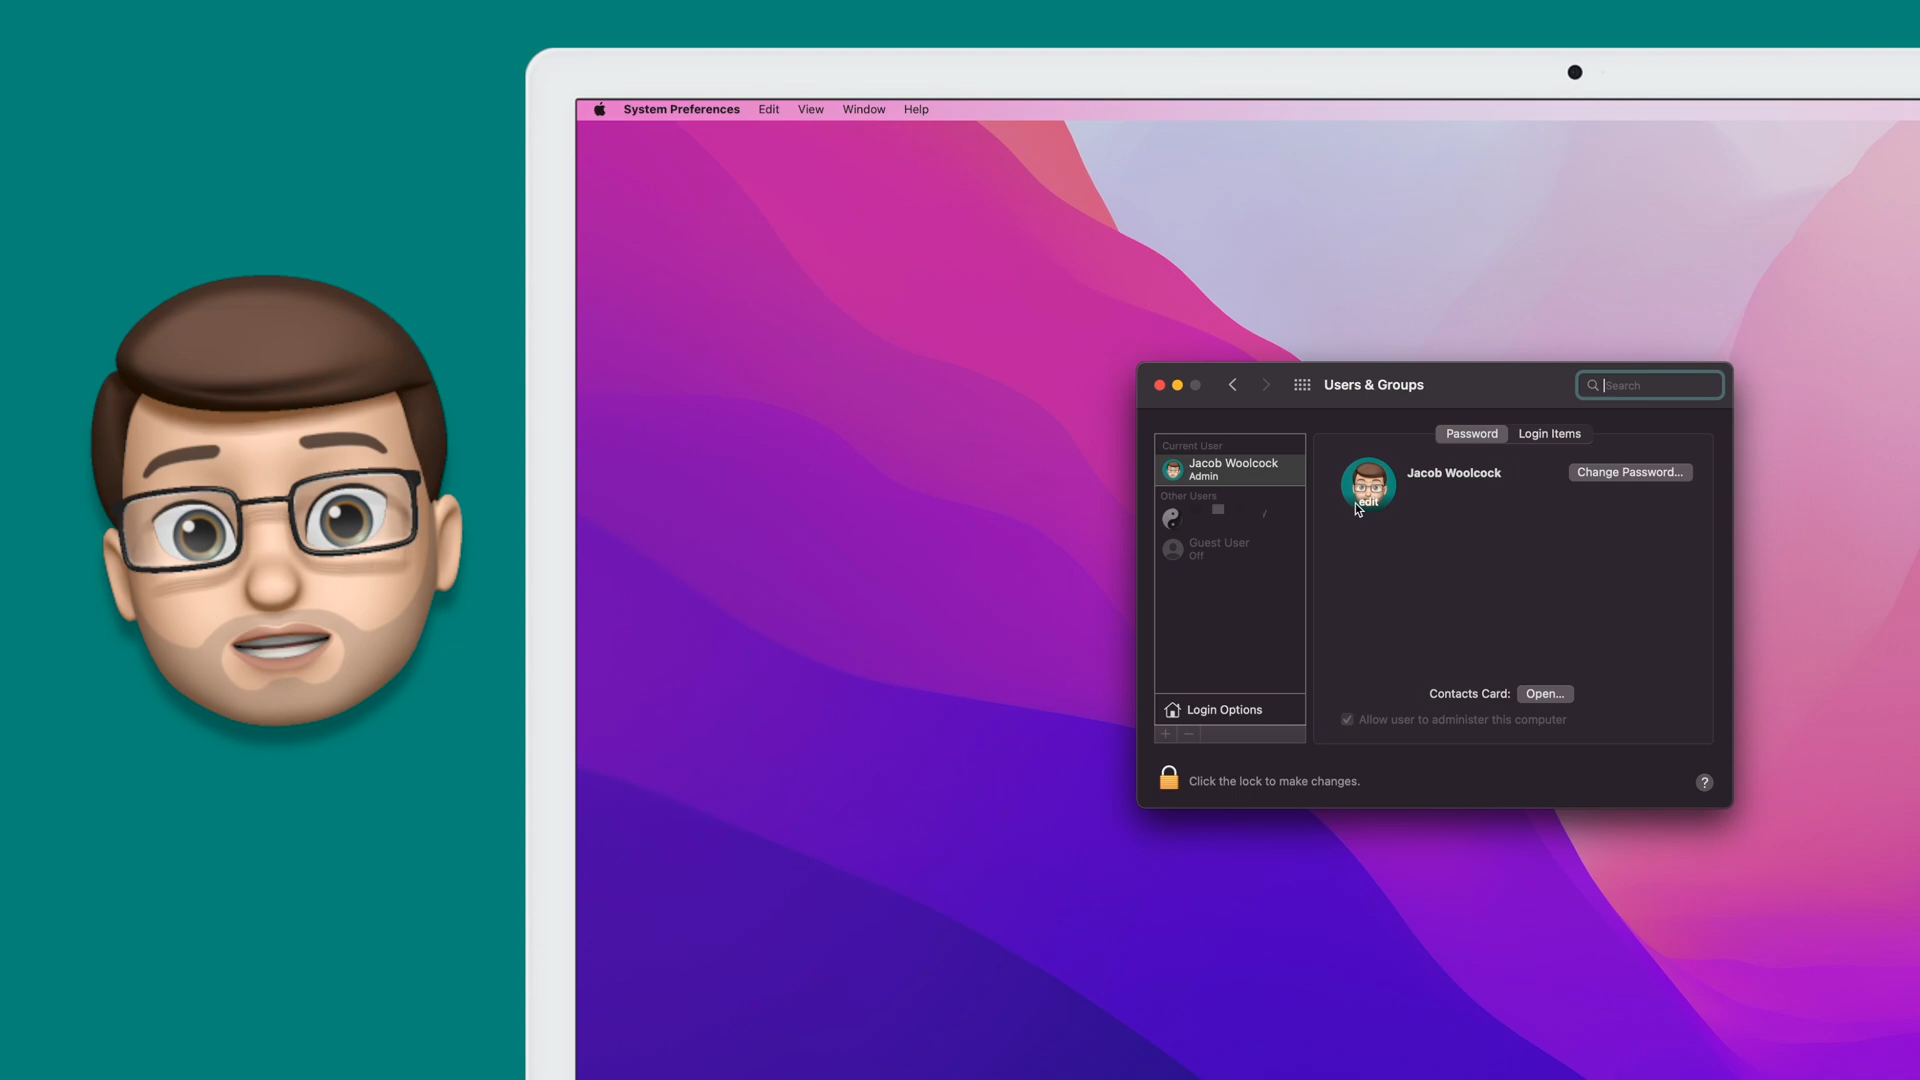 System Preferences Edit View Window Help
Users & Groups
Search
Password Login Items
Current User
Jacob Woolcock
Admin
Other Users
Guest User
Off
Login Options
edit
Jacob Woolcock
Change Password...
Contacts Card: Open...
Allow user to administer this computer
Click the lock to make changes.
?